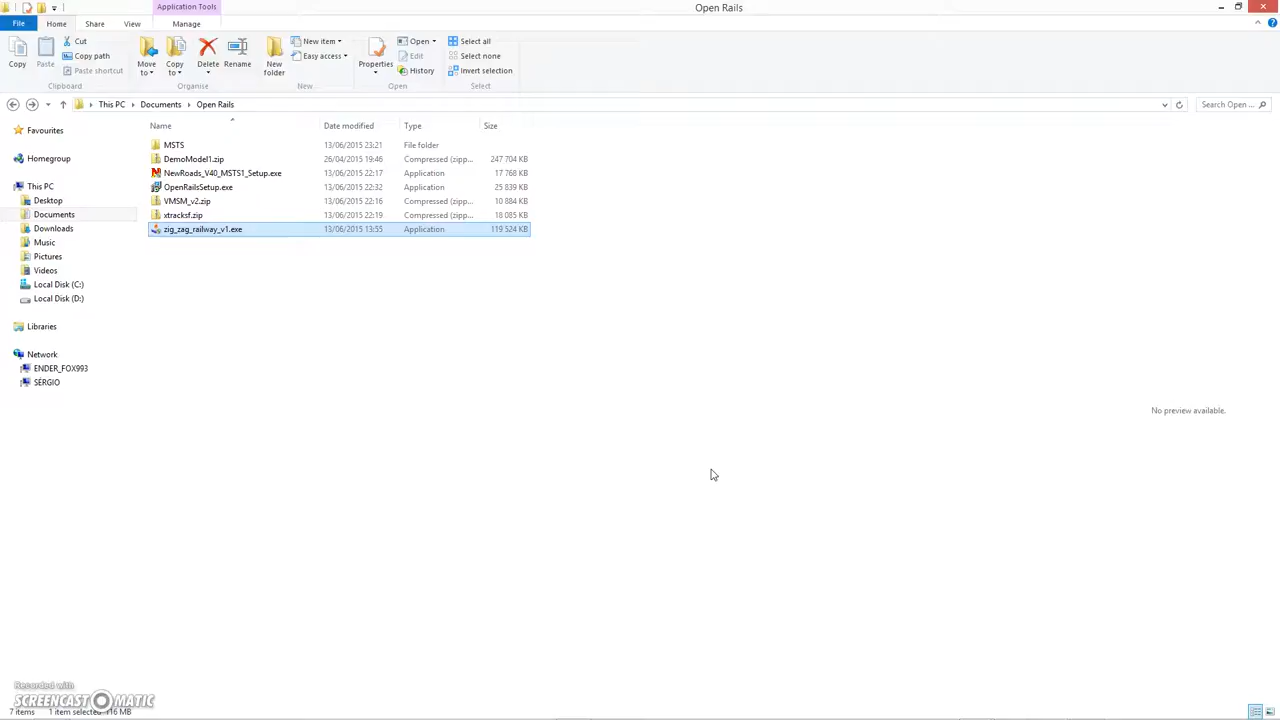 Application Tools
Open Rails
File Home Share View Manage
Copy
Paste
Cut
Copy path
Paste shortcut
Clipboard
Move to
Copy to
Delete
Rename
Organise
New folder
New item
Easy access
New
Properties
Open
Edit
History
Open
Select all
Select none
Invert selection
Select
This PC Documents Open Rails
Search Open ...
Favourites
Homegroup
This PC
Desktop
Documents
Downloads
Music
Pictures
Videos
Local Disk (C:)
Local Disk (D:)
Libraries
Network
ENDER_FOX993
SÉRGIO
Name Date modified Type Size
MSTS 13/06/2015 23:21 File folder
DemoModel1.zip 26/04/2015 19:46 Compressed (zipp... 247 704 KB
NewRoads_V40_MSTS1_Setup.exe 13/06/2015 22:17 Application 17 768 KB
OpenRailsSetup.exe 13/06/2015 22:32 Application 25 839 KB
VMSM_v2.zip 13/06/2015 22:16 Compressed (zipp... 10 884 KB
xtracksf.zip 13/06/2015 22:19 Compressed (zipp... 18 085 KB
zig_zag_railway_v1.exe 13/06/2015 13:55 Application 119 524 KB
No preview available.
Recorded with
SCREENCAST MATIC
7 items 1 item selected 116 MB